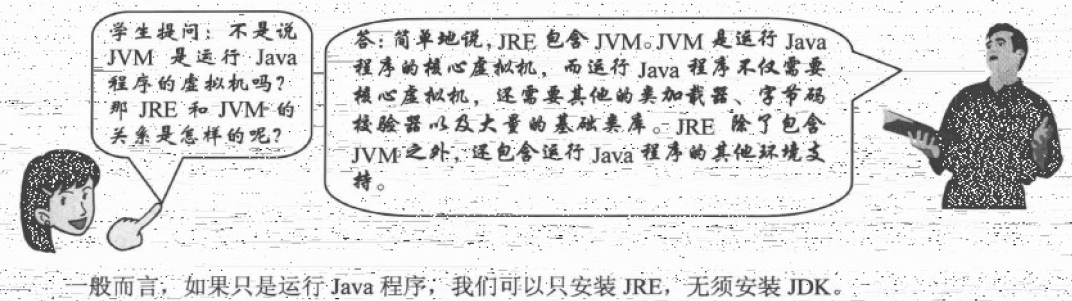 学生提问：不是说
JVM 是运行 Java
程序的虚拟机吗？
那 JRE 和 JVM 的
关系是怎样的呢？
答：简单地说，JRE 包含 JVM。JVM 是运行 Java
程序的核心虚拟机，而运行 Java 程序不仅需要
核心虚拟机，还需要其他的类加载器、字节码
校验器以及大量的基础类库。JRE 除了包含
JVM 之外，还包含运行 Java 程序的其他环境支
持。
一般而言，如果只是运行 Java 程序，我们可以只安装 JRE，无须安装 JDK。